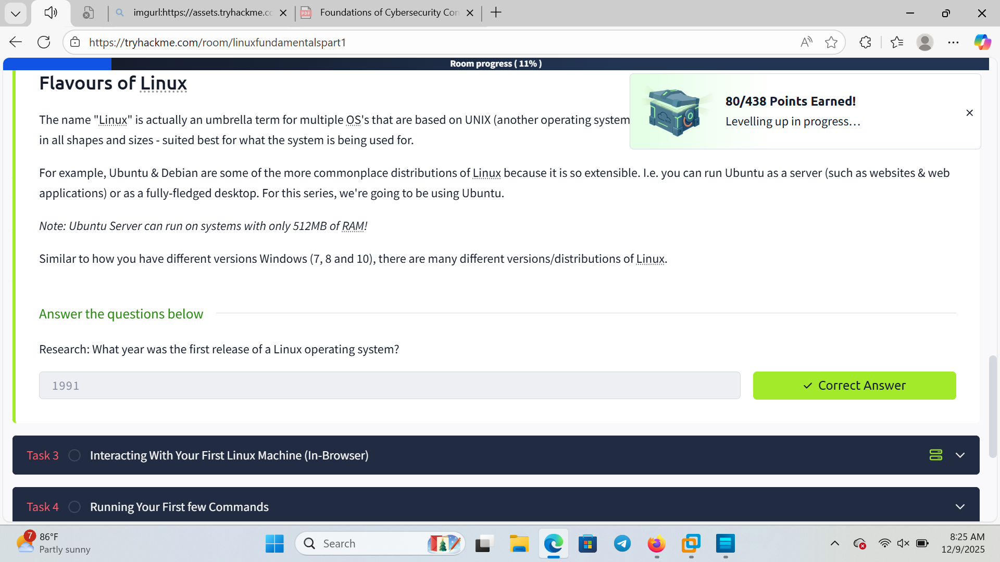 imgurl:https://assets.tryhackme.cc
Foundations of Cybersecurity Con
https://tryhackme.com/room/linuxfundamentalspart1
Room progress ( 11% )
Flavours of Linux
80/438 Points Earned!
Levelling up in progress...
The name "Linux" is actually an umbrella term for multiple OS's that are based on UNIX (another operating system
in all shapes and sizes - suited best for what the system is being used for.
For example, Ubuntu & Debian are some of the more commonplace distributions of Linux because it is so extensible. I.e. you can run Ubuntu as a server (such as websites & web
applications) or as a fully-fledged desktop. For this series, we're going to be using Ubuntu.
Note: Ubuntu Server can run on systems with only 512MB of RAM!
Similar to how you have different versions Windows (7, 8 and 10), there are many different versions/distributions of Linux.
Answer the questions below
Research: What year was the first release of a Linux operating system?
1991
Correct Answer
Task 3 Interacting With Your First Linux Machine (In-Browser)
Task 4 Running Your First few Commands
7
86°F
Partly sunny
Search
8:25 AM
12/9/2025